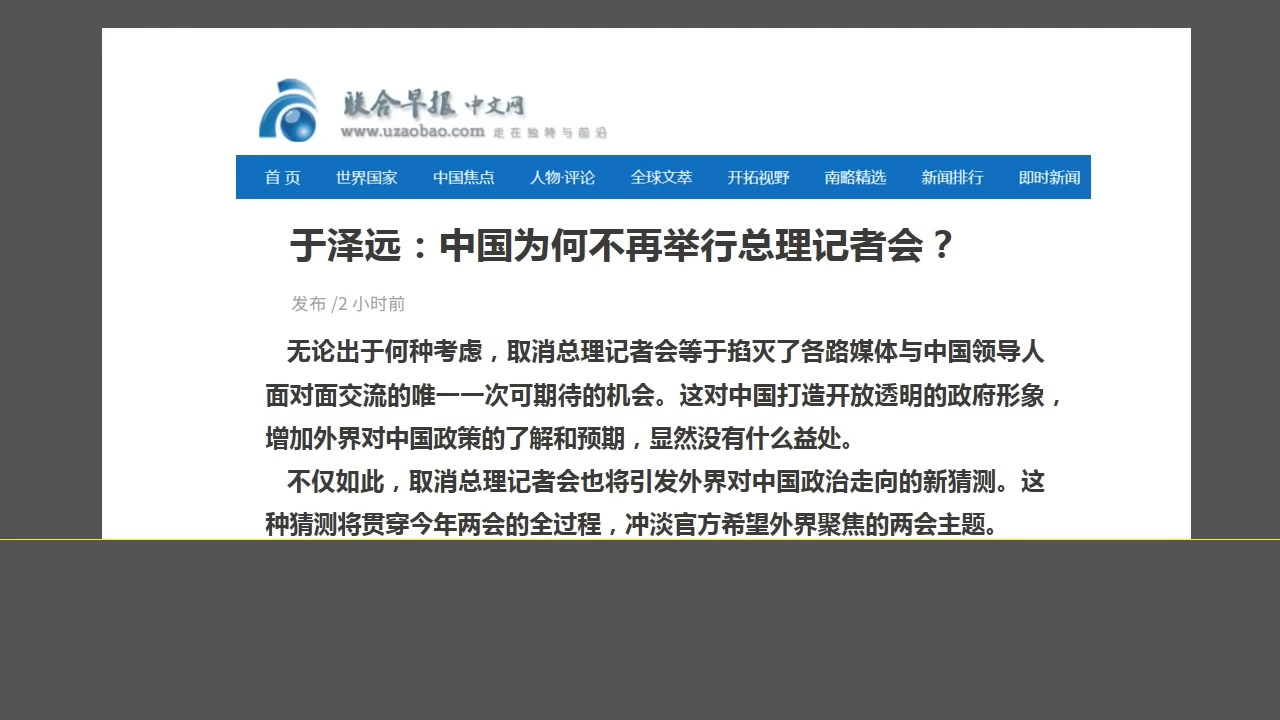 联合早报 中文网
www.uzaobao.com 走在独特与前沿
首页 世界国家 中国焦点 人物·评论 全球文萃 开拓视野 南略精选 新闻排行 即时新闻
于泽远：中国为何不再举行总理记者会？
发布 /2 小时前
无论出于何种考虑，取消总理记者会等于掐灭了各路媒体与中国领导人
面对面交流的唯一一次可期待的机会。这对中国打造开放透明的政府形象，
增加外界对中国政策的了解和预期，显然没有什么益处。
不仅如此，取消总理记者会也将引发外界对中国政治走向的新猜测。这
种猜测将贯穿今年两会的全过程，冲淡官方希望外界聚焦的两会主题。